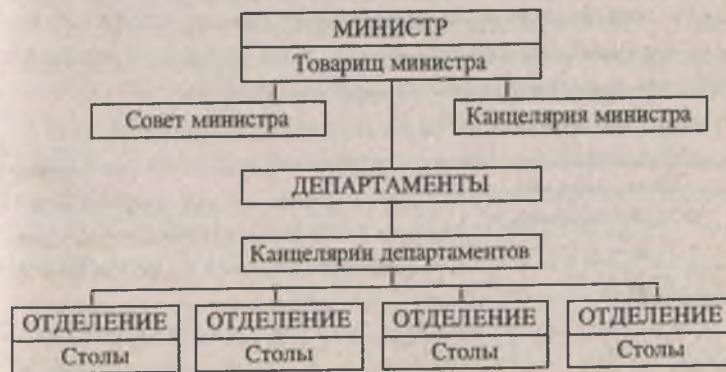 МИНИСТР
Товарищ министра
Совет министра
Канцелярия министра
ДЕПАРТАМЕНТЫ
Канцелярии департаментов
ОТДЕЛЕНИЕ
ОТДЕЛЕНИЕ
ОТДЕЛЕНИЕ
ОТДЕЛЕНИЕ
Столы
Столы
Столы
Столы